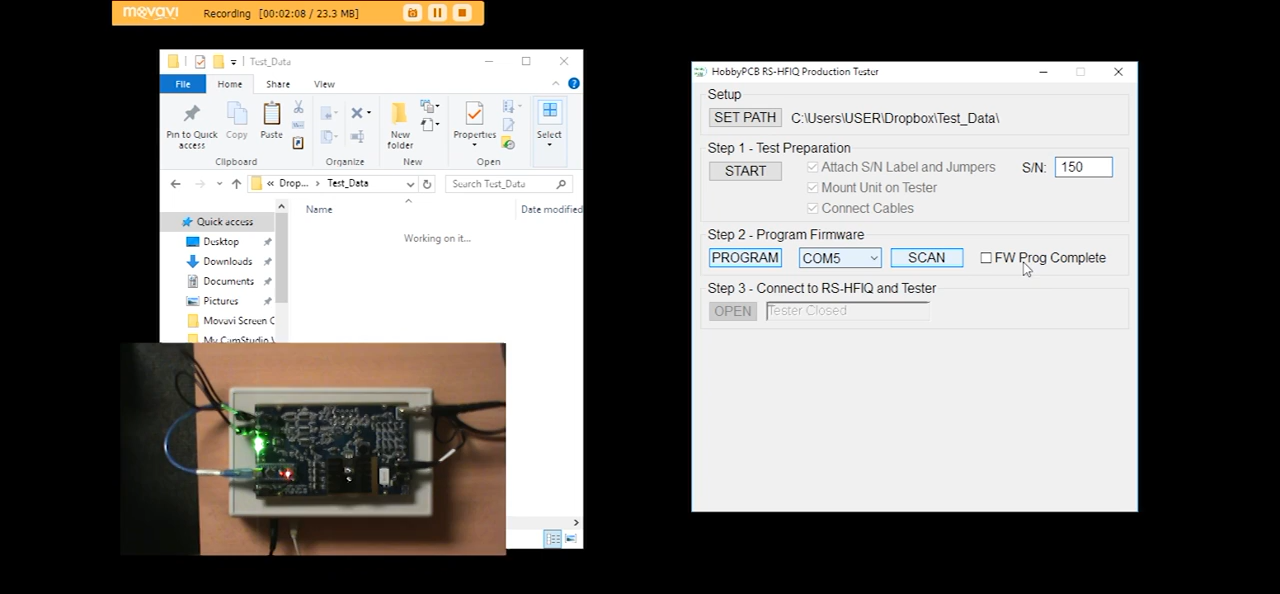 movavi Recording [00:02:08 / 23.3 MB]
Test_Data
File Home Share View
Pin to Quick access
Copy
Paste
New folder
Properties
Select
Clipboard
Organize
New
Open
« Drop... › Test_Data
Search Test_Data
Name
Date modified
Quick access
Desktop
Downloads
Documents
Pictures
Movavi Screen C
My CamStudio
Working on it...
HobbyPCB RS-HFIQ Production Tester
Setup
SET PATH C:\Users\USER\Dropbox\Test_Data\
Step 1 - Test Preparation
START
Attach S/N Label and Jumpers
S/N: 150
Mount Unit on Tester
Connect Cables
Step 2 - Program Firmware
PROGRAM COM5 SCAN FW Prog Complete
Step 3 - Connect to RS-HFIQ and Tester
OPEN Tester Closed